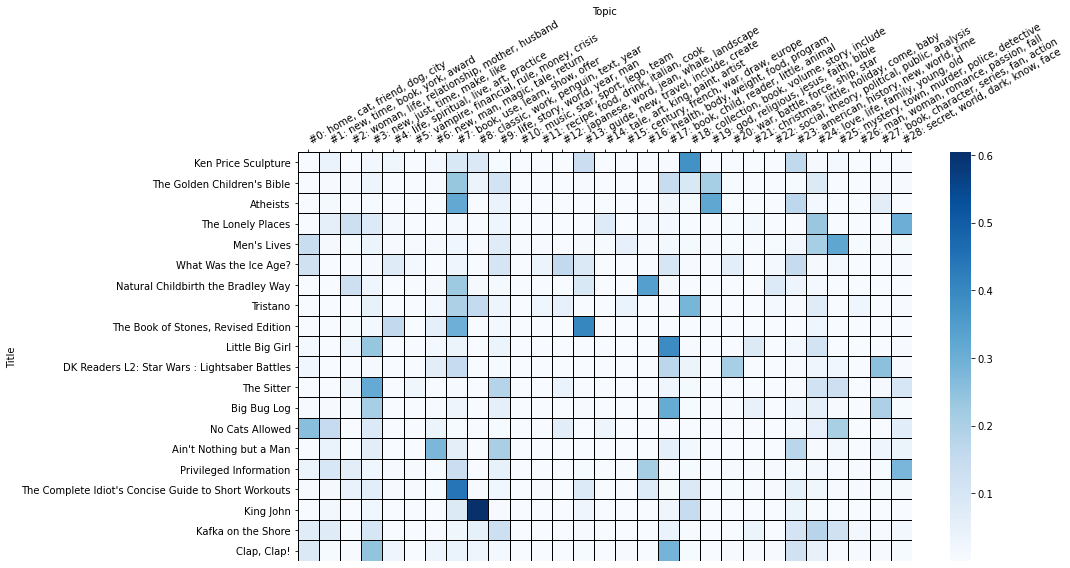 Topic
#0: home, cat, friend, dog, city
#1: new, time, book, york, award
#2: woman, life, relationship, mother, husband
#3: new, just, time, make, like
#4: life, spiritual, live, art, practice
#5: vampire, financial, rule, money, crisis
#6: new, man, magic, tale, return
#7: book, use, learn, show, offer
#8: classic, work, penguin, text, year
#9: life, story, world, year, man
#10: music, star, sport, lego, team
#11: recipe, food, drink, italian, cook
#12: japanese, word, jean, whale, landscape
#13: guide, new, travel, include, create
#14: tale, art, king, paint, artist
#15: century, french, war, draw, europe
#16: health, body, weight, food, program
#17: book, child, reader, little, animal
#18: collection, book, volume, story, include
#19: god, religious, jesus, faith, bible
#20: war, battle, force, ship, star
#21: christmas, little, holiday, come, baby
#22: social, theory, political, public, analysis
#23: american, history, new, world, time
#24: love, life, family, young, old
#25: mystery, town, murder, police, detective
#26: man, woman, romance, passion, fall
#27: book, character, series, fan, action
#28: secret, world, dark, know, face
Title
Ken Price Sculpture
The Golden Children's Bible
Atheists
The Lonely Places
Men's Lives
What Was the Ice Age?
Natural Childbirth the Bradley Way
Tristano
The Book of Stones, Revised Edition
Little Big Girl
DK Readers L2: Star Wars : Lightsaber Battles
The Sitter
Big Bug Log
No Cats Allowed
Ain't Nothing but a Man
Privileged Information
The Complete Idiot's Concise Guide to Short Workouts
King John
Kafka on the Shore
Clap, Clap!
0.6
0.5
0.4
0.3
0.2
0.1